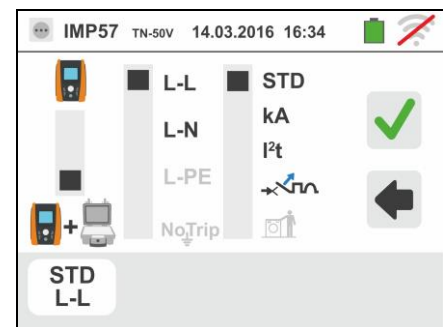 IMP57 TN-50V 14.03.2016 16:34
L-L STD
L-N kA
I²t
L-PE
NoTrip
+
STD
L-L